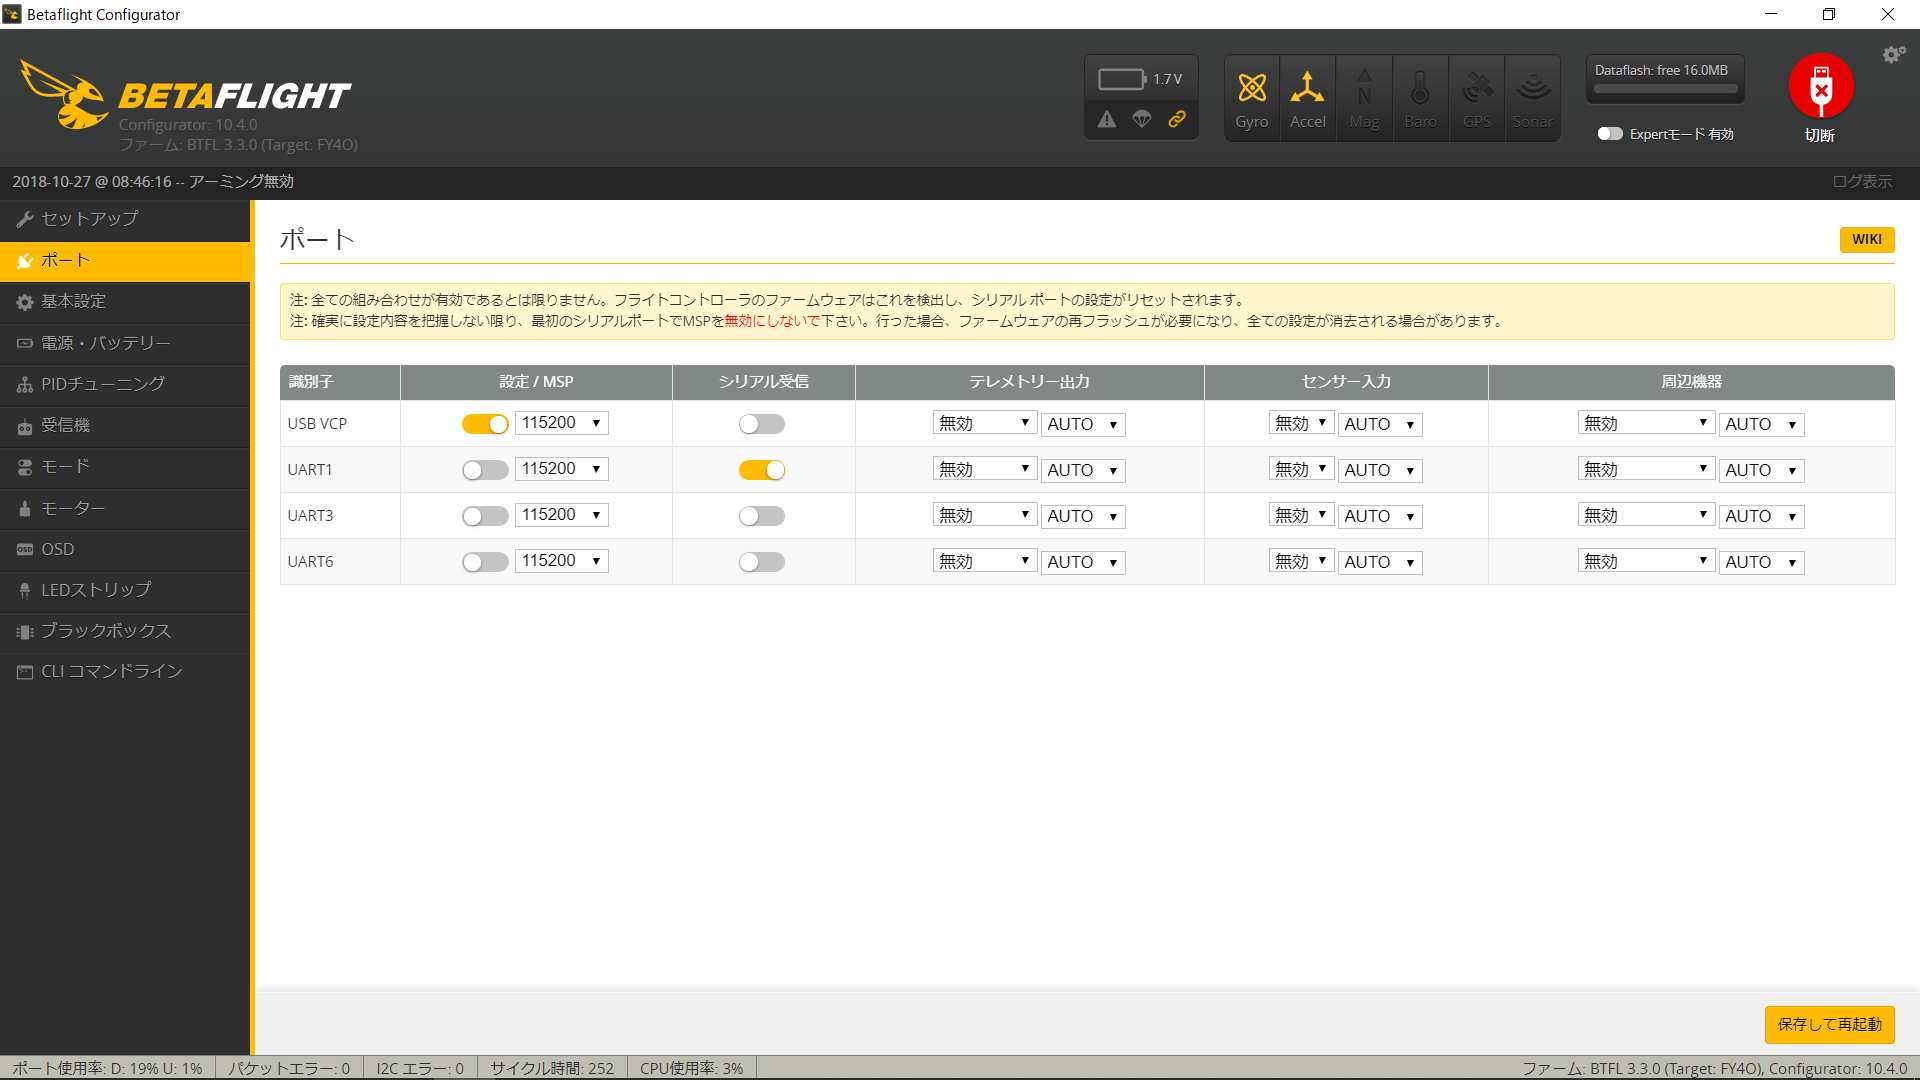 Betaflight Configurator
BETAFLIGHT
Configurator: 10.4.0
ファーム: BTFL 3.3.0 (Target: FY4O)
1.7 V
Gyro Accel Mag Baro GPS Sonar
Dataflash: free 16.0MB
Expertモード 有効
切断
2018-10-27 @ 08:46:16 -- アーミング無効
ログ表示
セットアップ
ポート
基本設定
電源・バッテリー
PIDチューニング
受信機
モード
モーター
OSD
LEDストリップ
ブラックボックス
CLI コマンドライン
ポート
WIKI
注: 全ての組み合わせが有効であるとは限りません。フライトコントローラのファームウェアはこれを検出し、シリアル ポートの設定がリセットされます。
注: 確実に設定内容を把握しない限り、最初のシリアルポートでMSPを無効にしないで下さい。行った場合、ファームウェアの再フラッシュが必要になり、全ての設定が消去される場合があります。
識別子 設定 / MSP シリアル受信 テレメトリー出力 センサー入力 周辺機器
USB VCP 115200 無効 AUTO 無効 AUTO 無効 AUTO
UART1 115200 無効 AUTO 無効 AUTO 無効 AUTO
UART3 115200 無効 AUTO 無効 AUTO 無効 AUTO
UART6 115200 無効 AUTO 無効 AUTO 無効 AUTO
保存して再起動
ポート使用率: D: 19% U: 1% パケットエラー: 0 I2C エラー: 0 サイクル時間: 252 CPU使用率: 3% ファーム: BTFL 3.3.0 (Target: FY4O), Configurator: 10.4.0